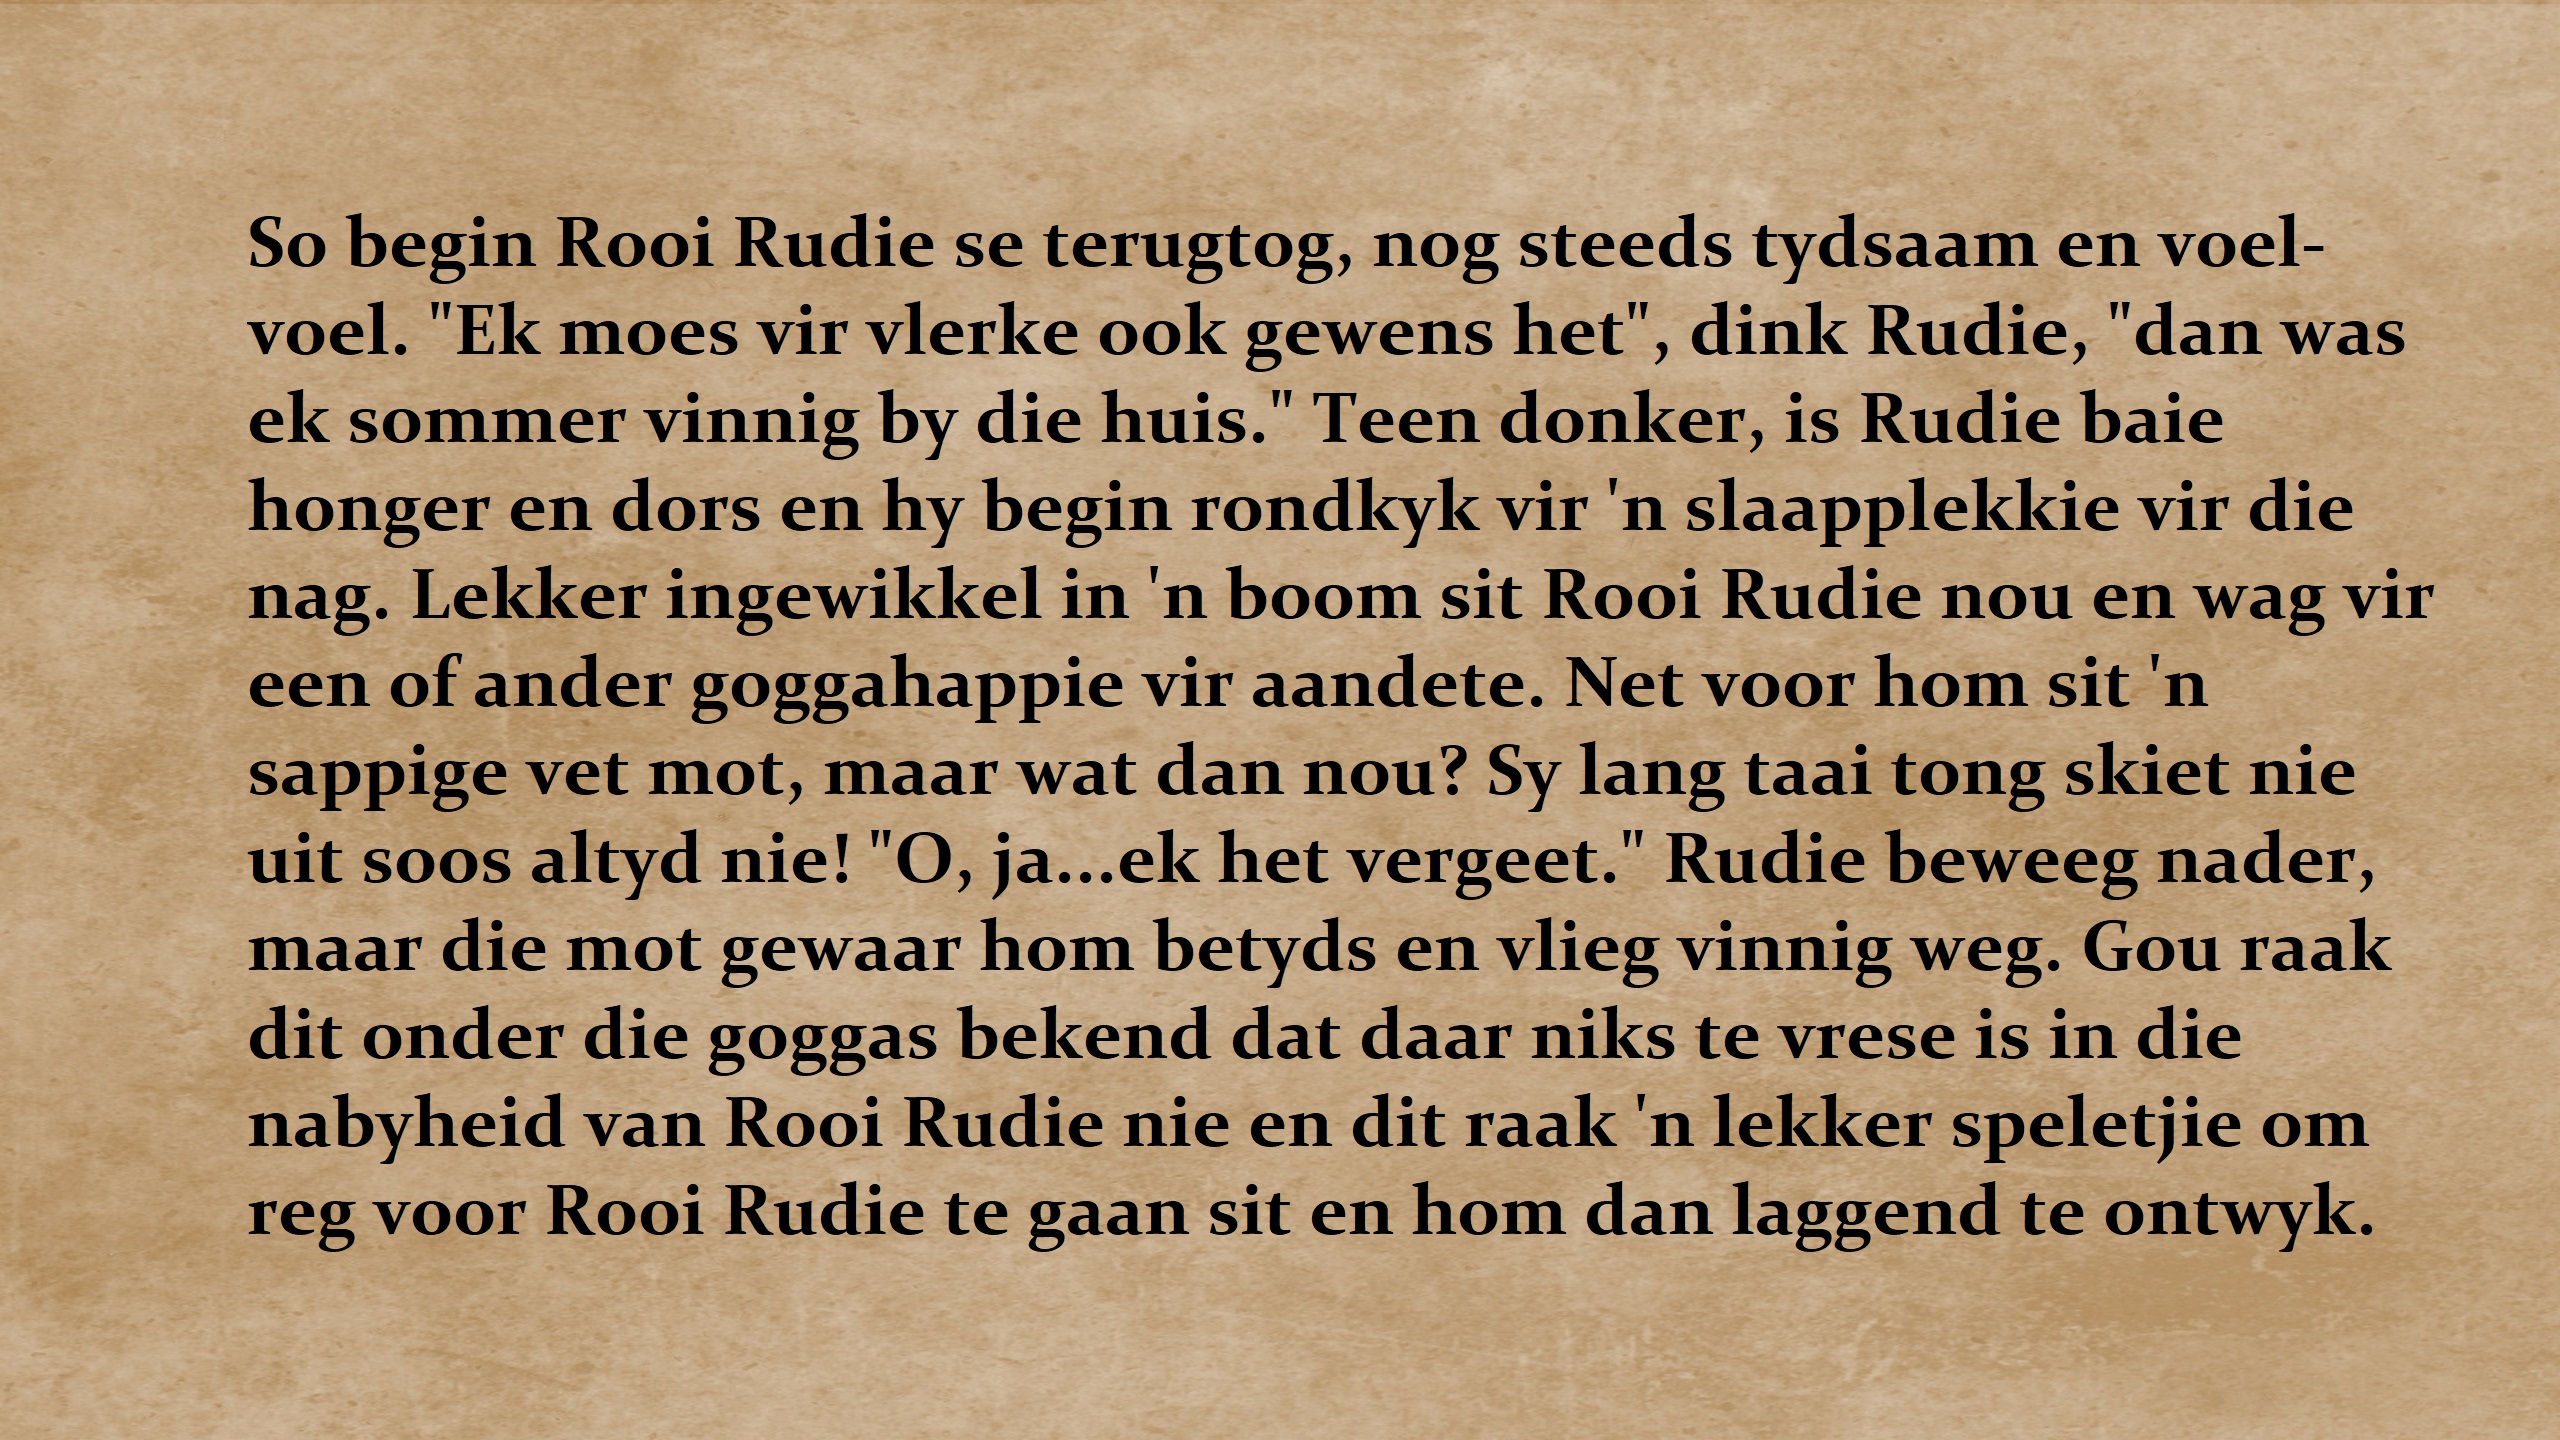 So begin Rooi Rudie se terugtog, nog steeds tydsaam en voel-
voel. "Ek moes vir vlerke ook gewens het", dink Rudie, "dan was
ek sommer vinnig by die huis." Teen donker, is Rudie baie
honger en dors en hy begin rondkyk vir 'n slaapplekkie vir die
nag. Lekker ingewikkel in 'n boom sit Rooi Rudie nou en wag vir
een of ander goggahappie vir aandete. Net voor hom sit 'n
sappige vet mot, maar wat dan nou? Sy lang taai tong skiet nie
uit soos altyd nie! "O, ja...ek het vergeet." Rudie beweeg nader,
maar die mot gewaar hom betyds en vlieg vinnig weg. Gou raak
dit onder die goggas bekend dat daar niks te vrese is in die
nabyheid van Rooi Rudie nie en dit raak 'n lekker speletjie om
reg voor Rooi Rudie te gaan sit en hom dan laggend te ontwyk.